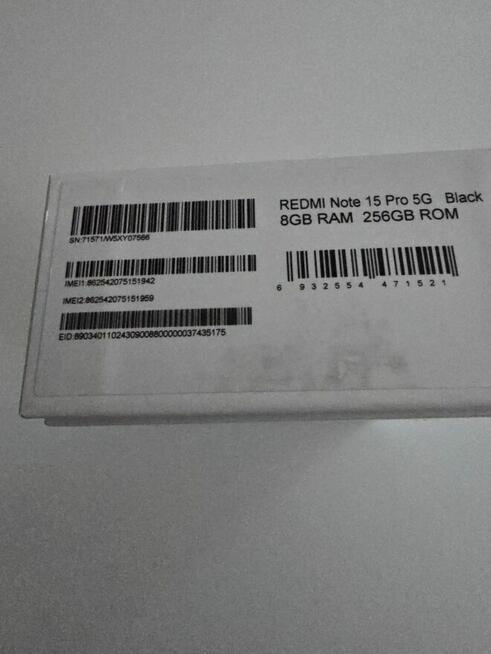 REDMI Note 15 Pro 5G Black
8GB RAM 256GB ROM
SN:71571/W5XY07566
IMEI1:862542075151942
IMEI2:862542075151959
EID:89034011024309008800000037435175
6 932554 471521